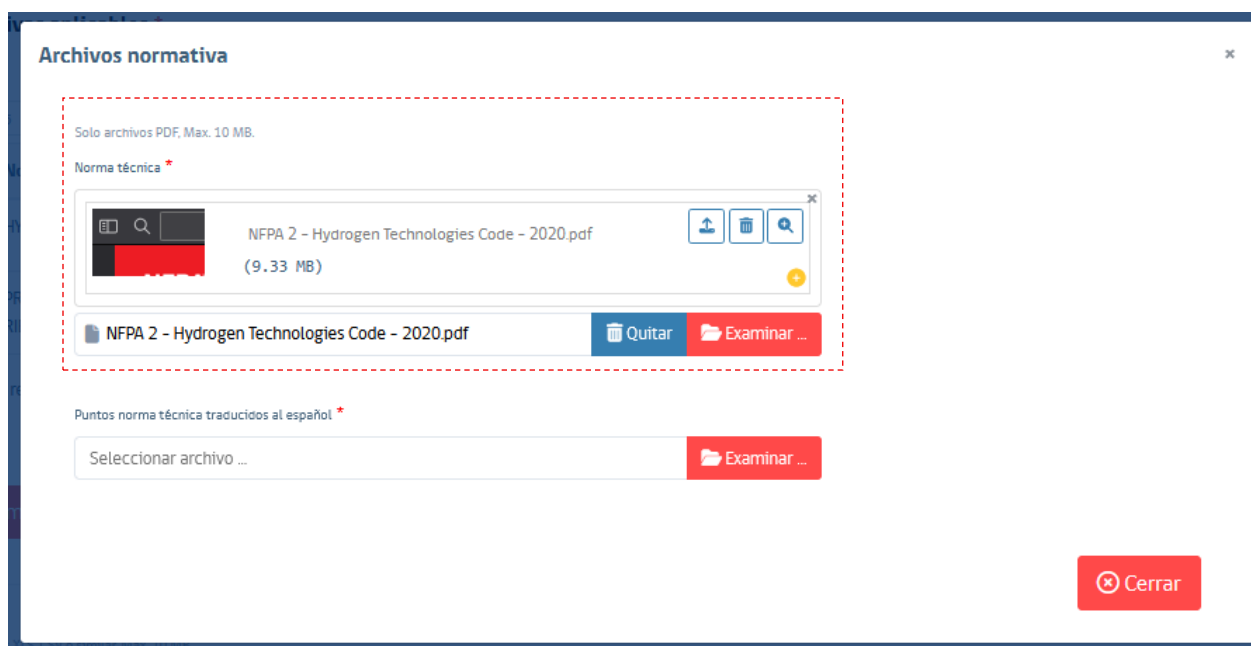 Archivos normativa
Solo archivos PDF, Max. 10 MB.
Norma técnica *
NFPA 2 - Hydrogen Technologies Code - 2020.pdf
(9.33 MB)
NFPA 2 - Hydrogen Technologies Code - 2020.pdf
Quitar
Examinar ...
Puntos norma técnica traducidos al español *
Seleccionar archivo ...
Examinar ...
Cerrar